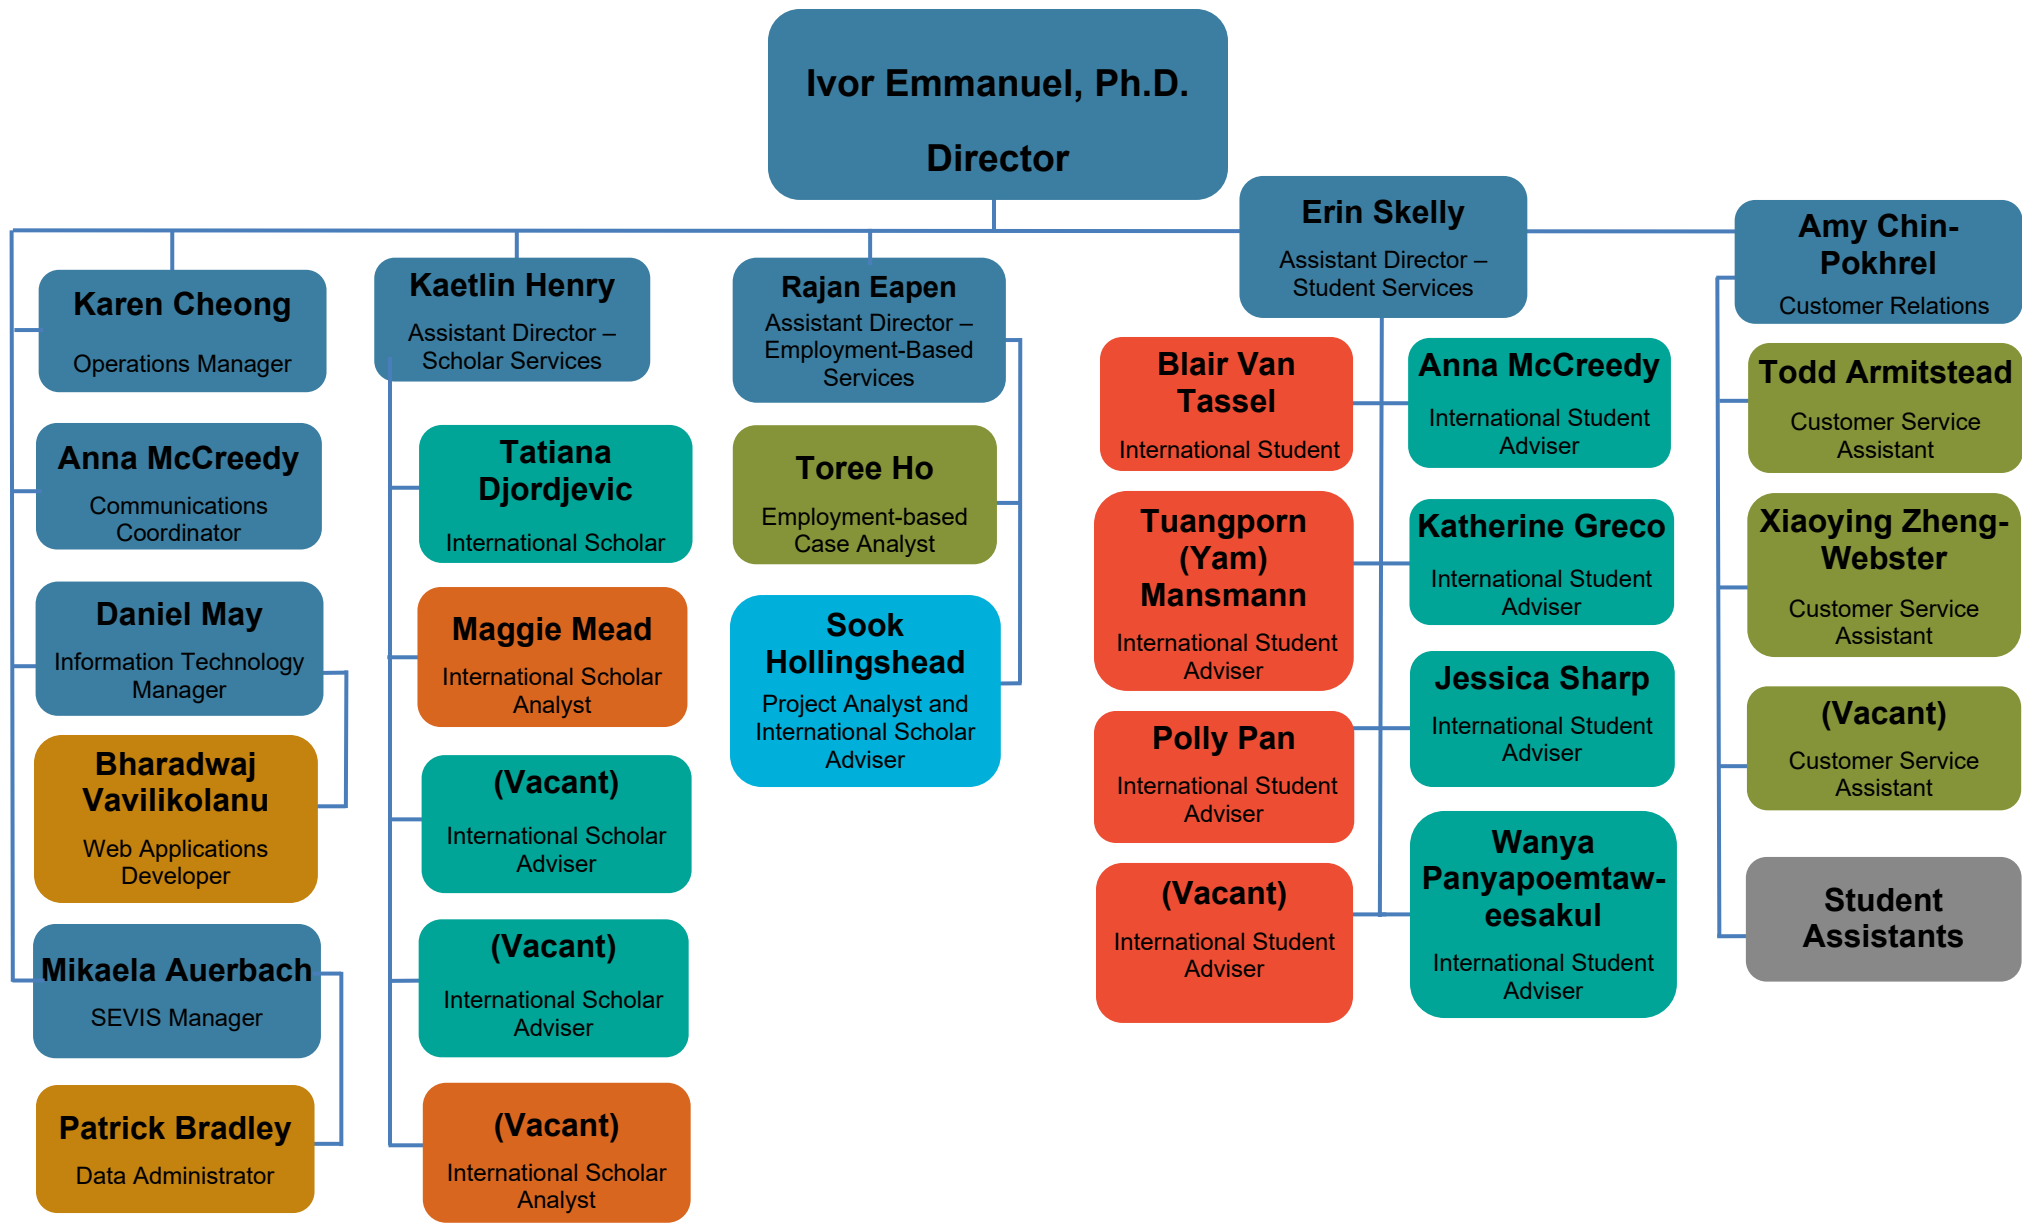 Ivor Emmanuel, Ph.D.
Director
Karen Cheong
Operations Manager
Anna McCreedy
Communications
Coordinator
Daniel May
Information Technology
Manager
Bharadwaj
Vavilikolanu
Web Applications
Developer
Mikaela Auerbach
SEVIS Manager
Patrick Bradley
Data Administrator
Kaetlin Henry
Assistant Director –
Scholar Services
Tatiana
Djordjevic
International Scholar
Maggie Mead
International Scholar
Analyst
(Vacant)
International Scholar
Adviser
(Vacant)
International Scholar
Adviser
(Vacant)
International Scholar
Analyst
Rajan Eapen
Assistant Director –
Employment-Based
Services
Toree Ho
Employment-based
Case Analyst
Sook
Hollingshead
Project Analyst and
International Scholar
Adviser
Erin Skelly
Assistant Director –
Student Services
Blair Van
Tassel
International Student
Tuangporn
(Yam)
Mansmann
International Student
Adviser
Polly Pan
International Student
Adviser
(Vacant)
International Student
Adviser
Anna McCreedy
International Student
Adviser
Katherine Greco
International Student
Adviser
Jessica Sharp
International Student
Adviser
Wanya
Panyapoemtaw-
eesakul
International Student
Adviser
Amy Chin-
Pokhrel
Customer Relations
Todd Armitstead
Customer Service
Assistant
Xiaoying Zheng-
Webster
Customer Service
Assistant
(Vacant)
Customer Service
Assistant
Student
Assistants